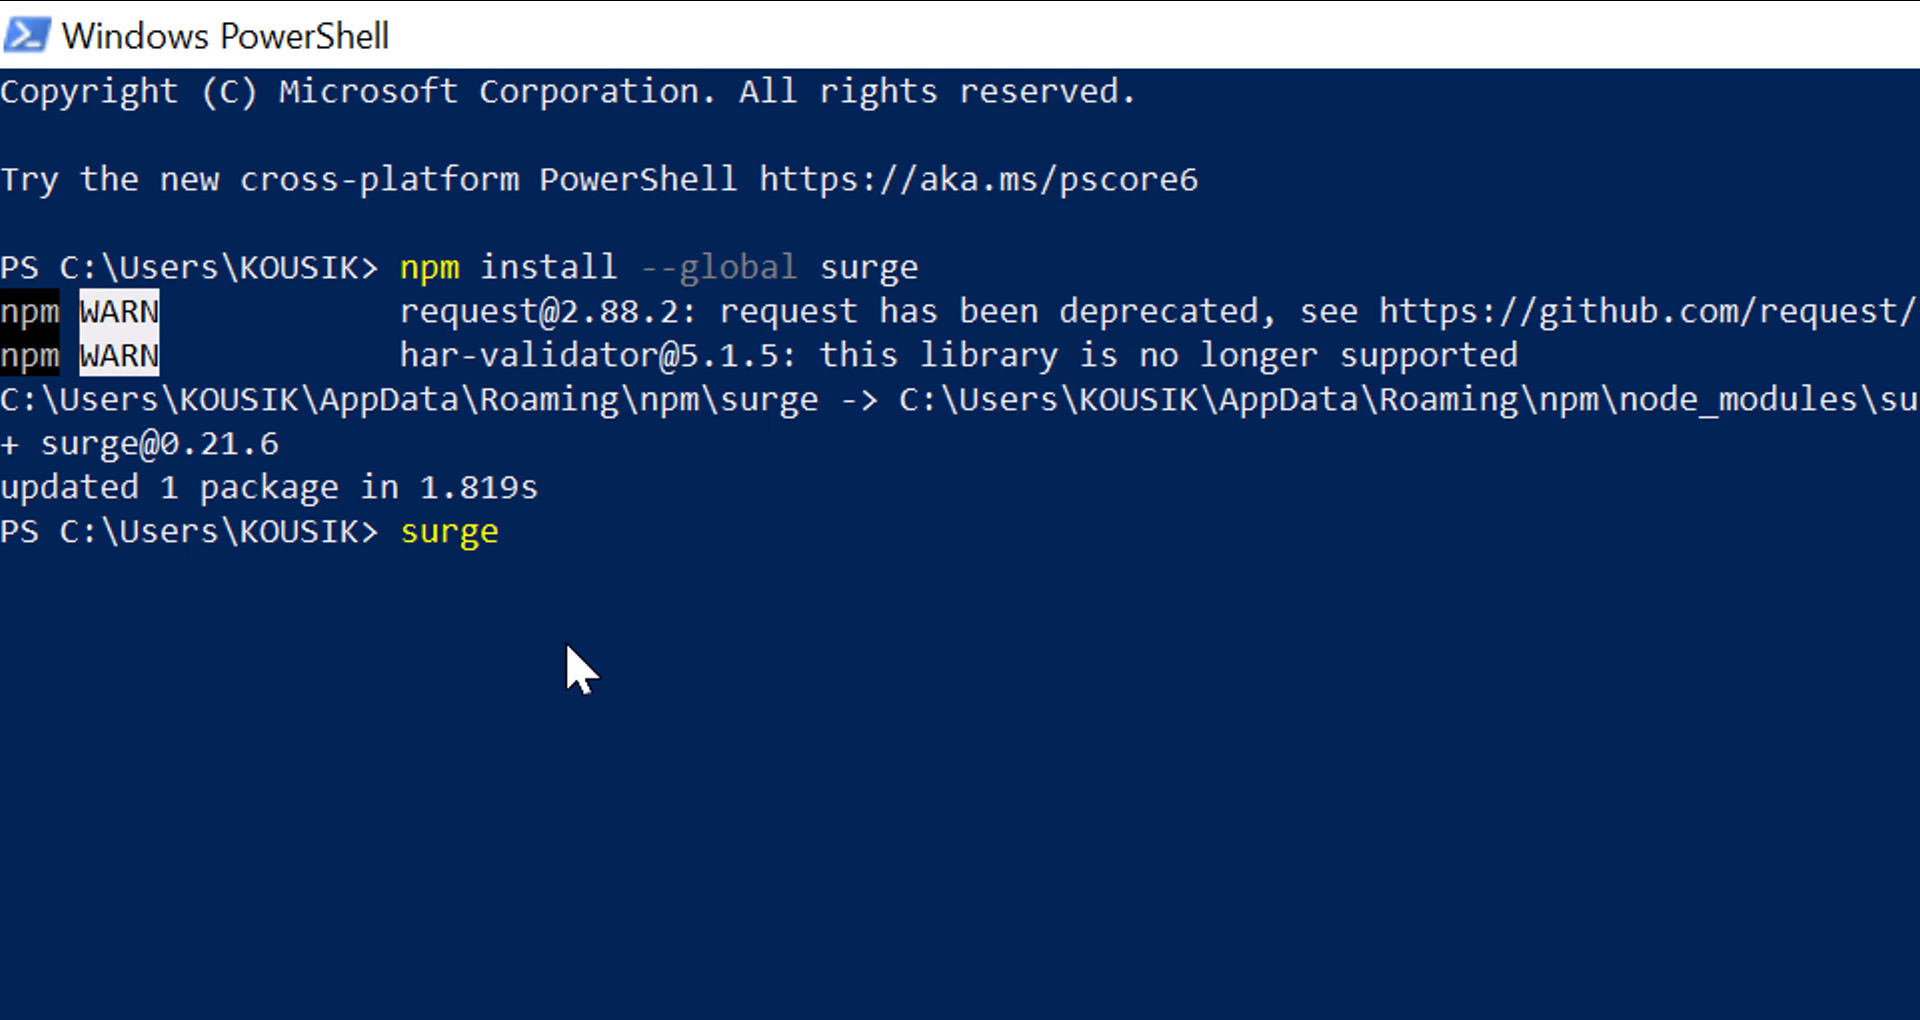 Windows PowerShell
Copyright (C) Microsoft Corporation. All rights reserved.
Try the new cross-platform PowerShell https://aka.ms/pscore6
PS C:\Users\KOUSIK> npm install --global surge
npm WARN request@2.88.2: request has been deprecated, see https://github.com/request/
npm WARN har-validator@5.1.5: this library is no longer supported
C:\Users\KOUSIK\AppData\Roaming\npm\surge -> C:\Users\KOUSIK\AppData\Roaming\npm\node_modules\su
+ surge@0.21.6
updated 1 package in 1.819s
PS C:\Users\KOUSIK> surge